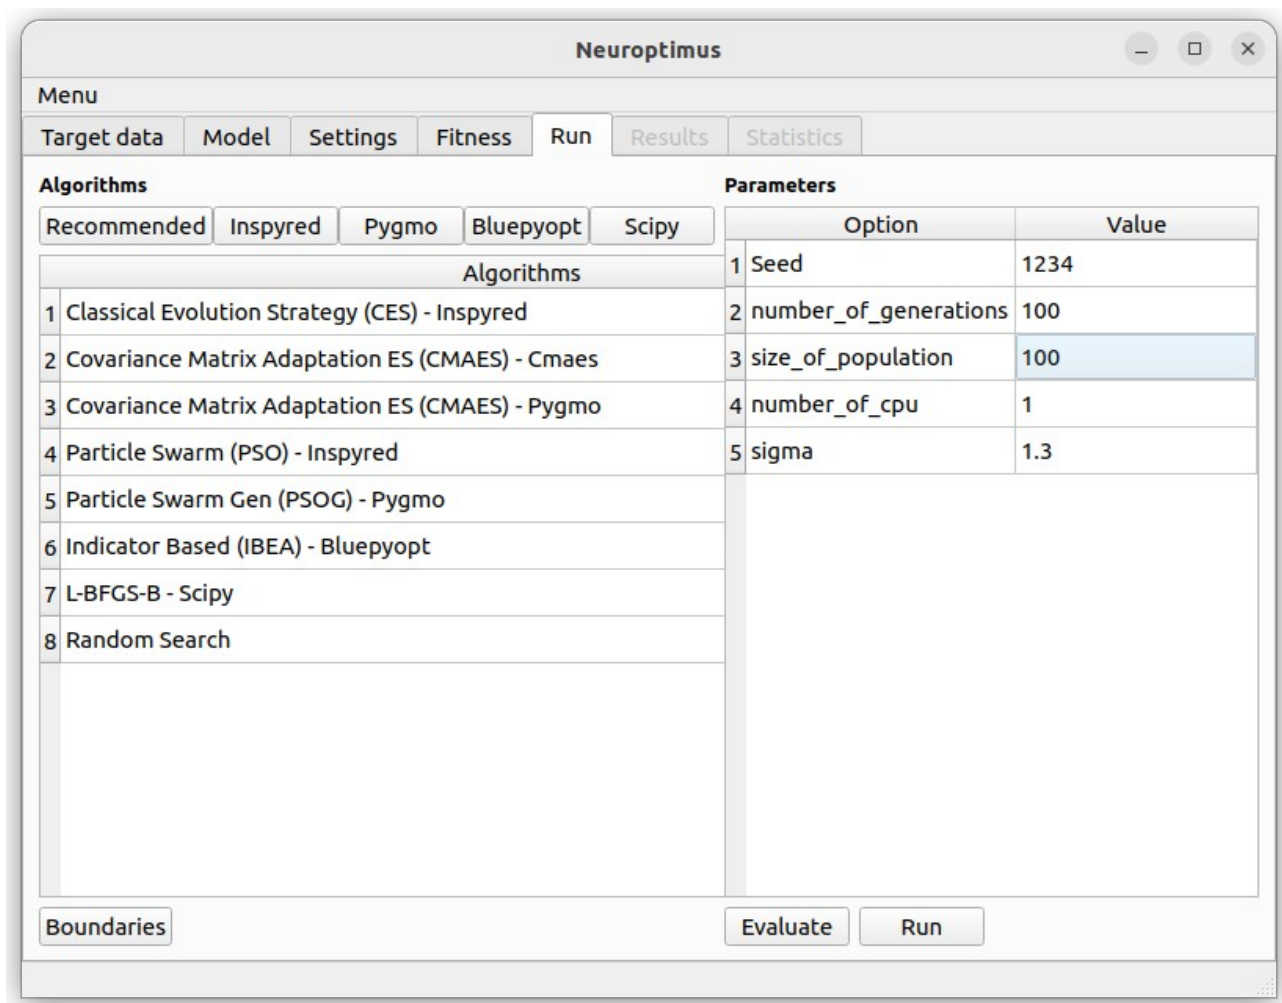 Neuroptimus
Menu
Target data Model Settings Fitness Run Results Statistics
Algorithms
Recommended Inspyred Pygmo Bluepyopt Scipy
Algorithms
1 Classical Evolution Strategy (CES) - Inspyred
2 Covariance Matrix Adaptation ES (CMAES) - Cmaes
3 Covariance Matrix Adaptation ES (CMAES) - Pygmo
4 Particle Swarm (PSO) - Inspyred
5 Particle Swarm Gen (PSOG) - Pygmo
6 Indicator Based (IBEA) - Bluepyopt
7 L-BFGS-B - Scipy
8 Random Search
Boundaries
Parameters
Option Value
1 Seed 1234
2 number_of_generations 100
3 size_of_population 100
4 number_of_cpu 1
5 sigma 1.3
Evaluate Run